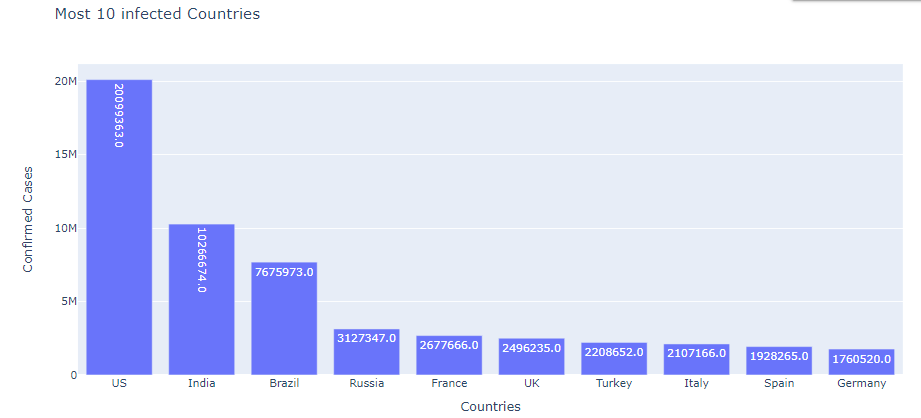 Most 10 infected Countries
20M
15M
10M
5M
0
Confirmed Cases
20099363.0
10266674.0
7675973.0
3127347.0
2677666.0
2496235.0
2208652.0
2107166.0
1928265.0
1760520.0
US India Brazil Russia France UK Turkey Italy Spain Germany
Countries